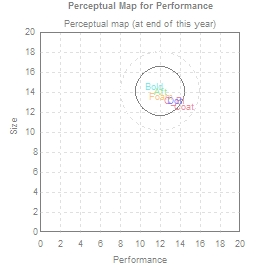 Perceptual Map for Performance
Perceptual map (at end of this year)
20
18
16
14
12
10
8
6
4
2
0
Size
Bold
Foam
Coat
0 2 4 6 8 10 12 14 16 18 20
Performance